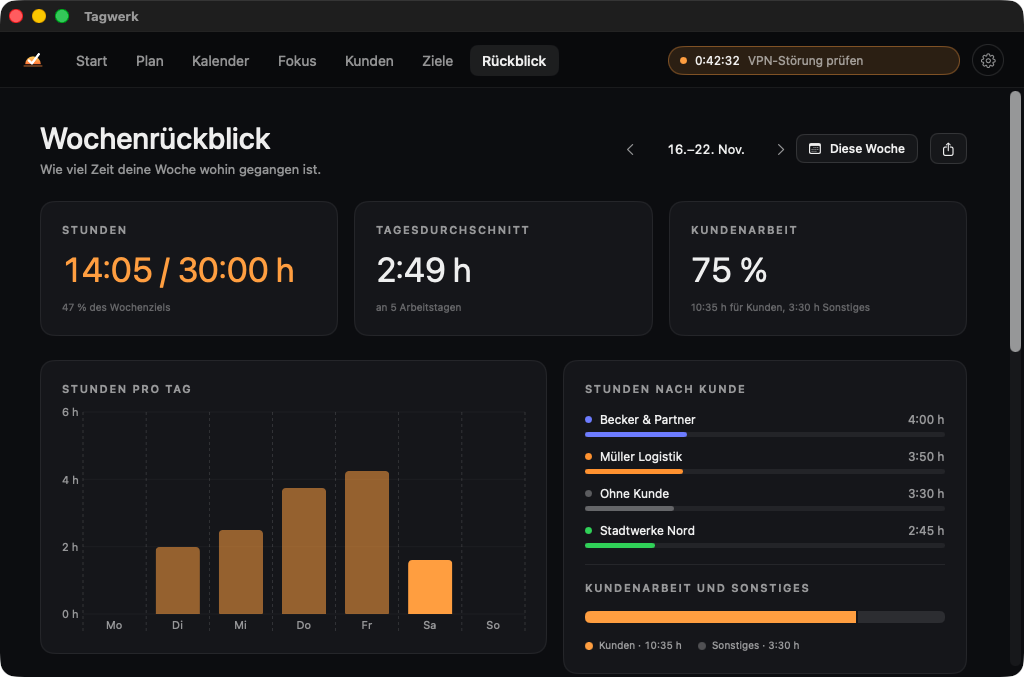 Tagwerk
Start Plan Kalender Fokus Kunden Ziele Rückblick
0:42:32 VPN-Störung prüfen
Wochenrückblick
Wie viel Zeit deine Woche wohin gegangen ist.
16.–22. Nov.
Diese Woche
STUNDEN
14:05 / 30:00 h
47 % des Wochenziels
TAGESDURCHSCHNITT
2:49 h
an 5 Arbeitstagen
KUNDENARBEIT
75 %
10:35 h für Kunden, 3:30 h Sonstiges
STUNDEN PRO TAG
6 h
4 h
2 h
0 h
Mo Di Mi Do Fr Sa So
STUNDEN NACH KUNDE
Becker & Partner 4:00 h
Müller Logistik 3:50 h
Ohne Kunde 3:30 h
Stadtwerke Nord 2:45 h
KUNDENARBEIT UND SONSTIGES
Kunden · 10:35 h Sonstiges · 3:30 h